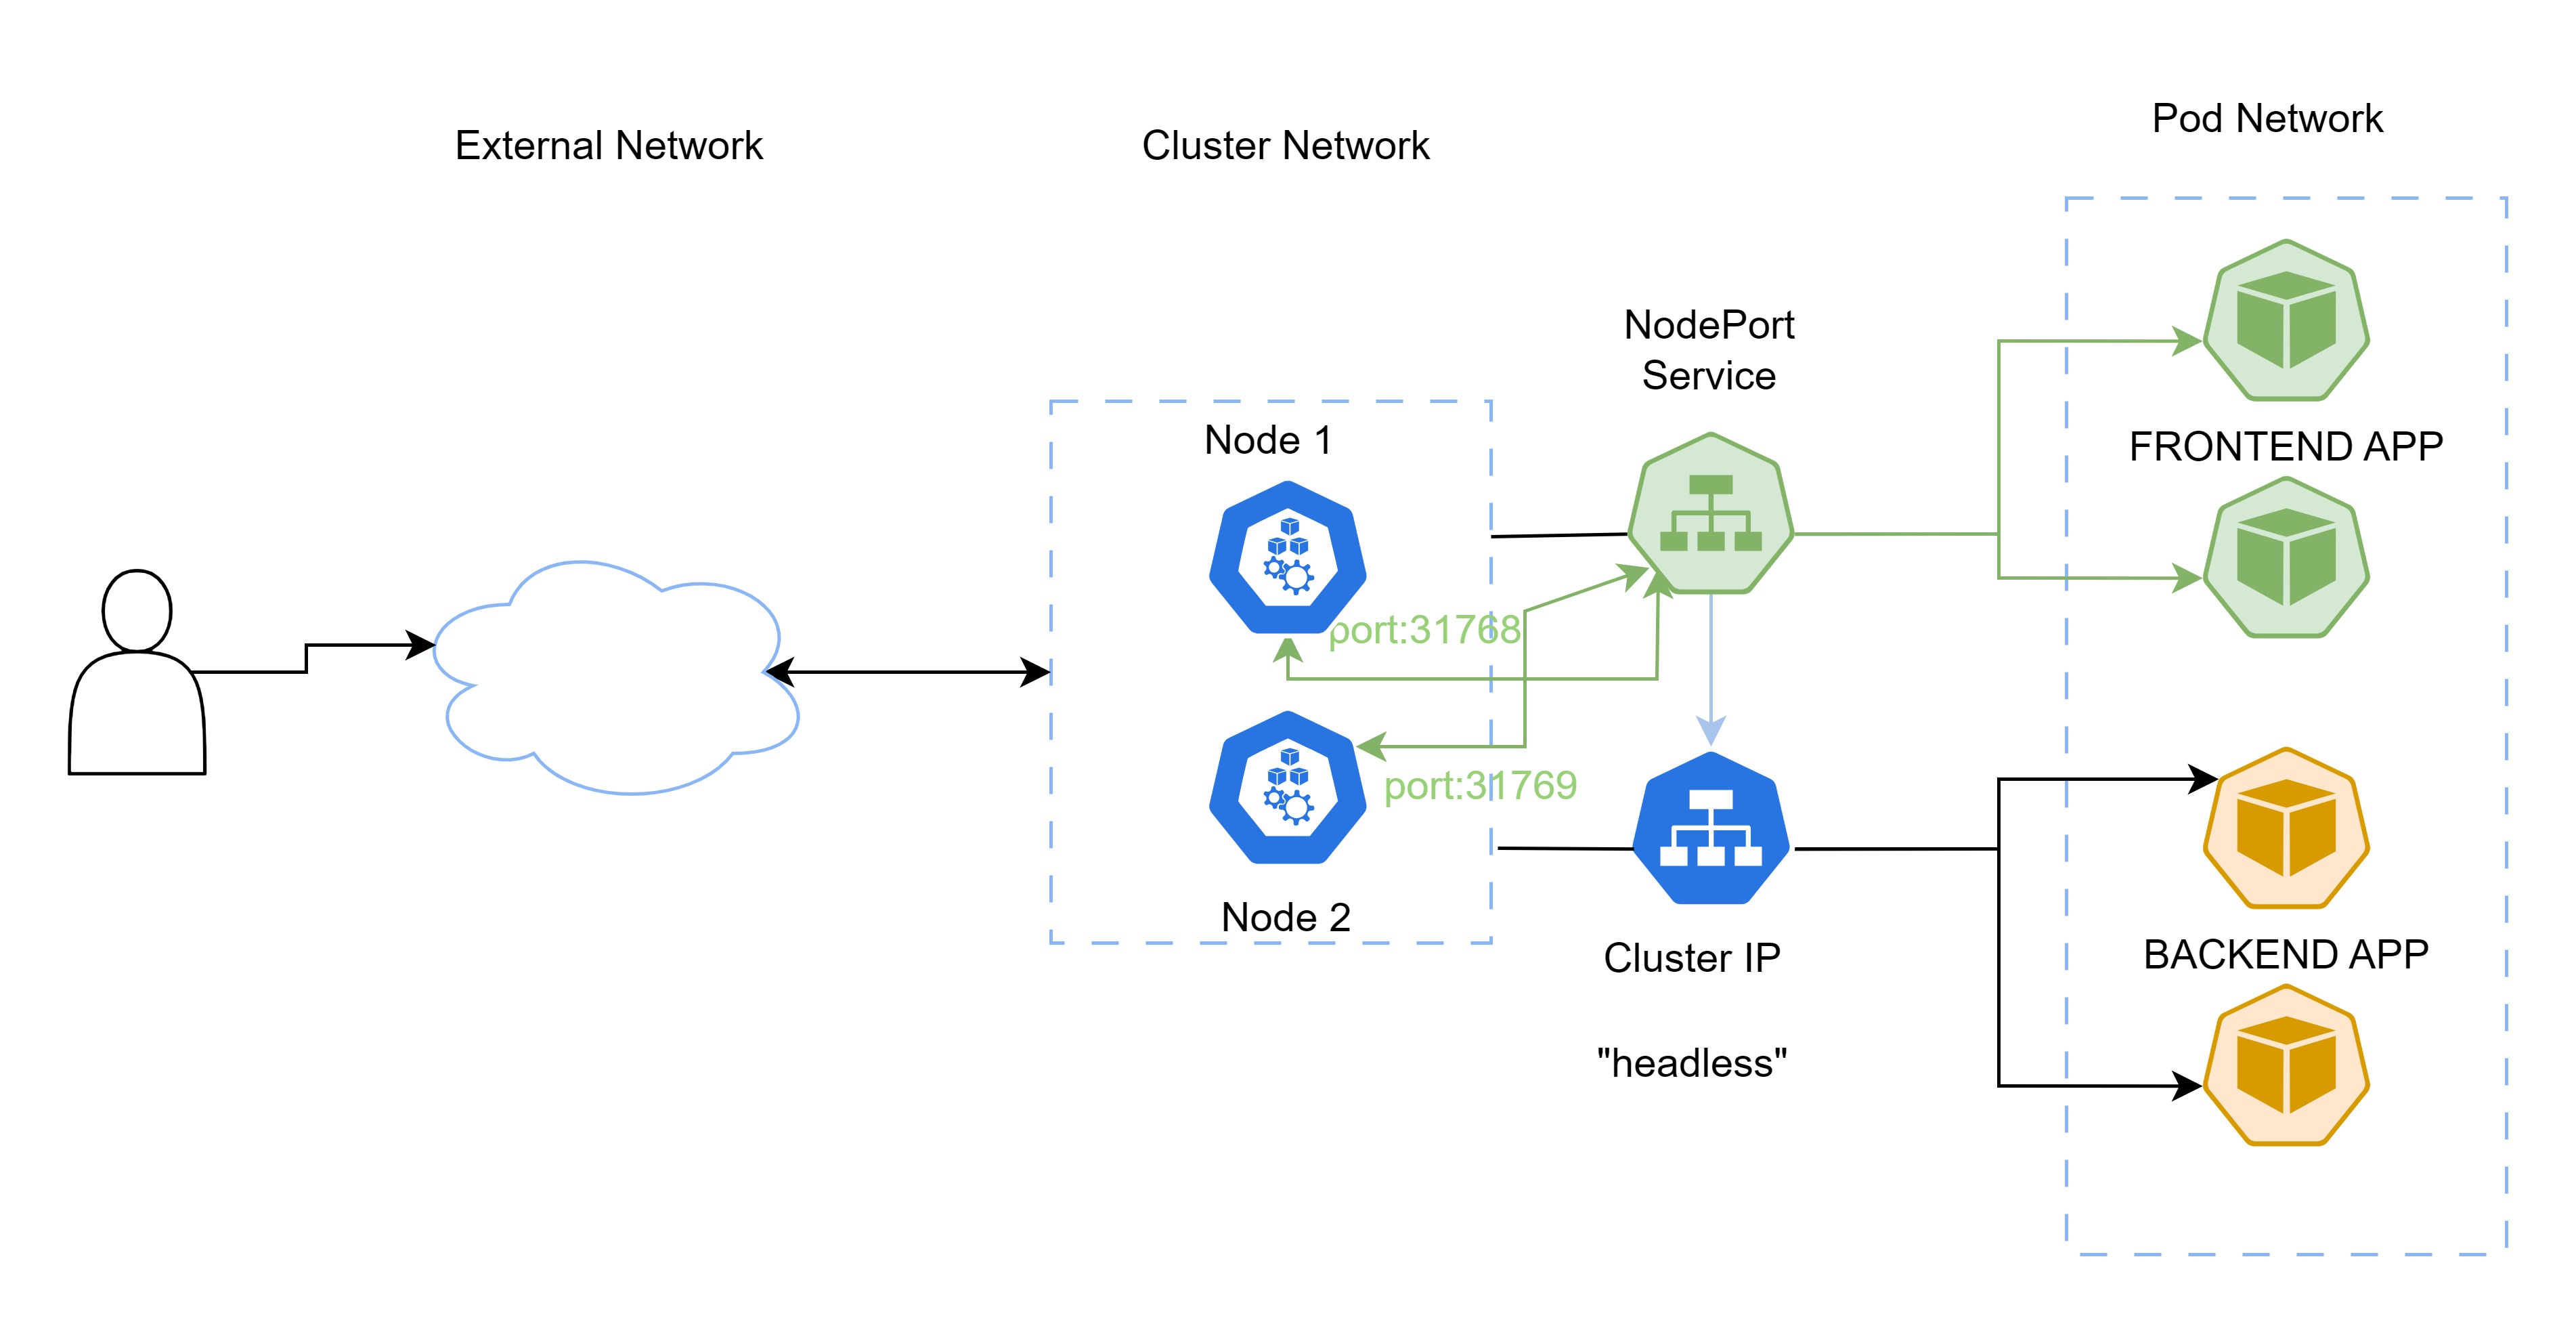 External Network
Cluster Network
Pod Network
NodePort
Service
Node 1
FRONTEND APP
port:31768
port:31769
Node 2
Cluster IP
"headless"
BACKEND APP